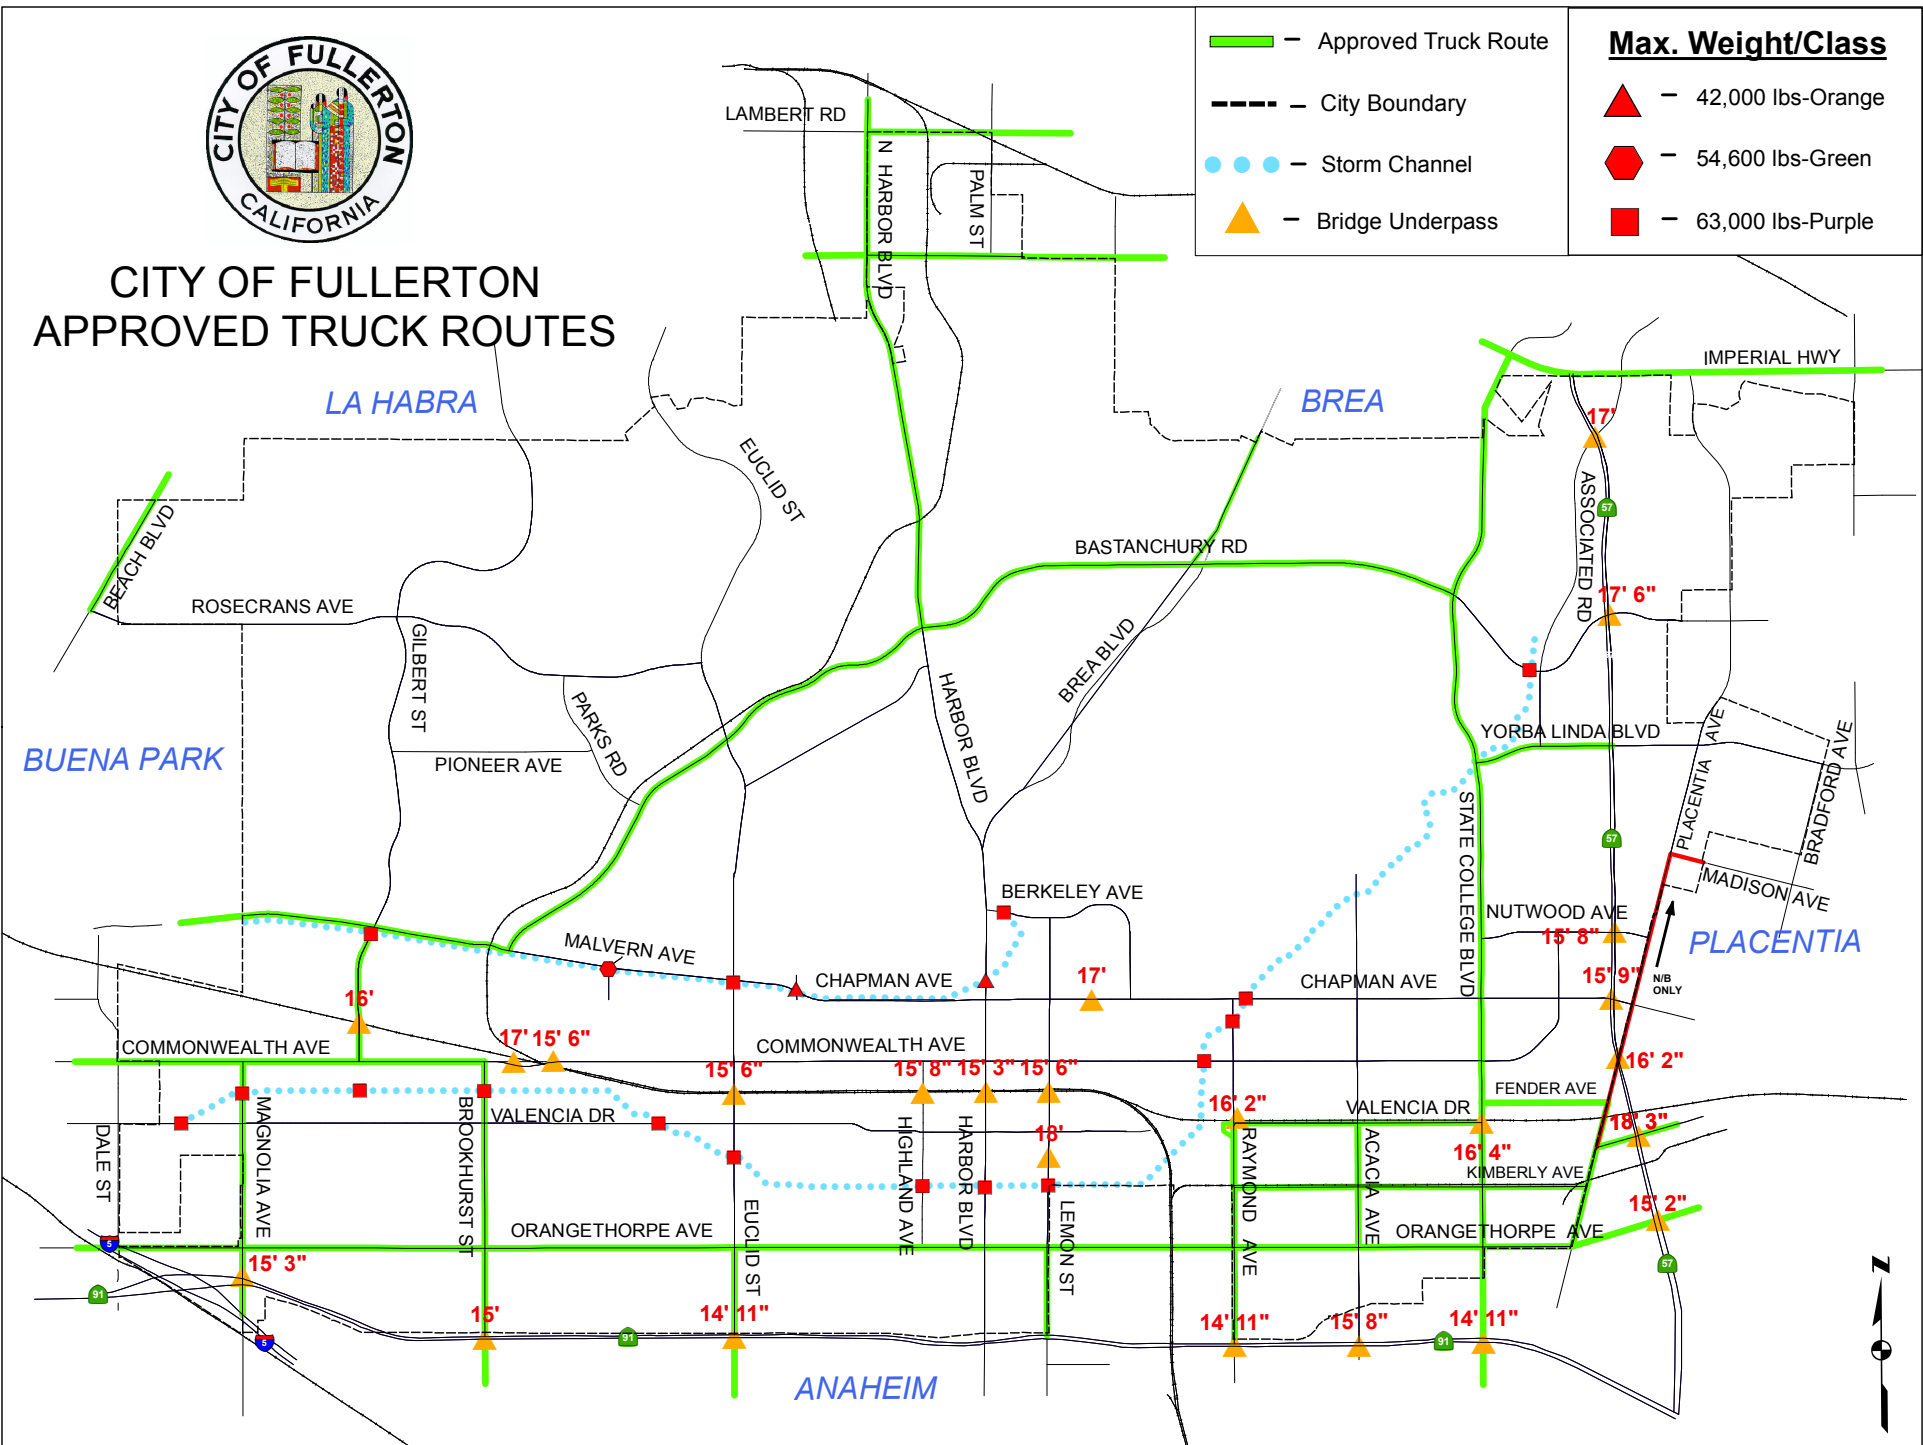 CITY OF FULLERTON
CALIFORNIA
CITY OF FULLERTON
APPROVED TRUCK ROUTES
Approved Truck Route
City Boundary
Storm Channel
Bridge Underpass
Max. Weight/Class
42,000 lbs-Orange
54,600 lbs-Green
63,000 lbs-Purple
LAMBERT RD
N HARBOR BLVD
PALM ST
IMPERIAL HWY
LA HABRA
BREA
17'
EUCLID ST
ASSOCIATED RD
57
BEACH BLVD
BASTANCHURY RD
ROSECRANS AVE
17' 6"
GILBERT ST
BREA BLVD
HARBOR BLVD
PARKS RD
YORBA LINDA BLVD
PLACENTIA AVE
BUENA PARK
PIONEER AVE
BRADFORD AVE
STATE COLLEGE BLVD
57
BERKELEY AVE
MADISON AVE
NUTWOOD AVE
15' 8"
PLACENTIA
MALVERN AVE
CHAPMAN AVE
17'
CHAPMAN AVE
15' 9"
N/B
ONLY
16'
COMMONWEALTH AVE
17'
15' 6"
COMMONWEALTH AVE
15' 6"
15' 8"
15' 3"
15' 6"
16' 2"
FENDER AVE
VALENCIA DR
16' 2"
VALENCIA DR
18' 3"
DALE ST
MAGNOLIA AVE
BROOKHURST ST
HIGHLAND AVE
HARBOR BLVD
18'
RAYMOND AVE
ACACIA AVE
16' 4"
KIMBERLY AVE
EUCLID ST
LEMON ST
15' 2"
ORANGETHORPE AVE
ORANGETHORPE AVE
5
15' 3"
57
91
15'
91
14' 11"
14' 11"
15' 8"
91
14' 11"
5
ANAHEIM
Z